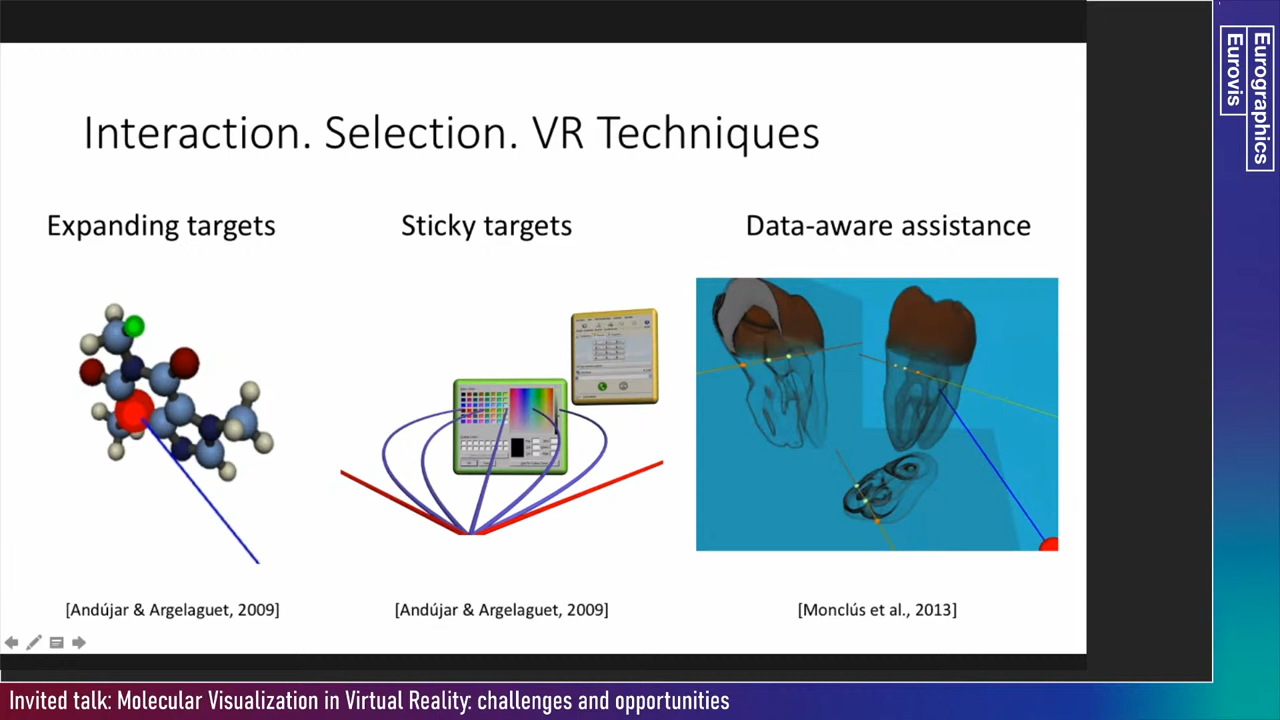 Interaction. Selection. VR Techniques
Expanding targets
Sticky targets
Data-aware assistance
[Andújar & Argelaguet, 2009]
[Andújar & Argelaguet, 2009]
[Monclús et al., 2013]
Eurographics
Eurovis
Invited talk: Molecular Visualization in Virtual Reality: challenges and opportunities